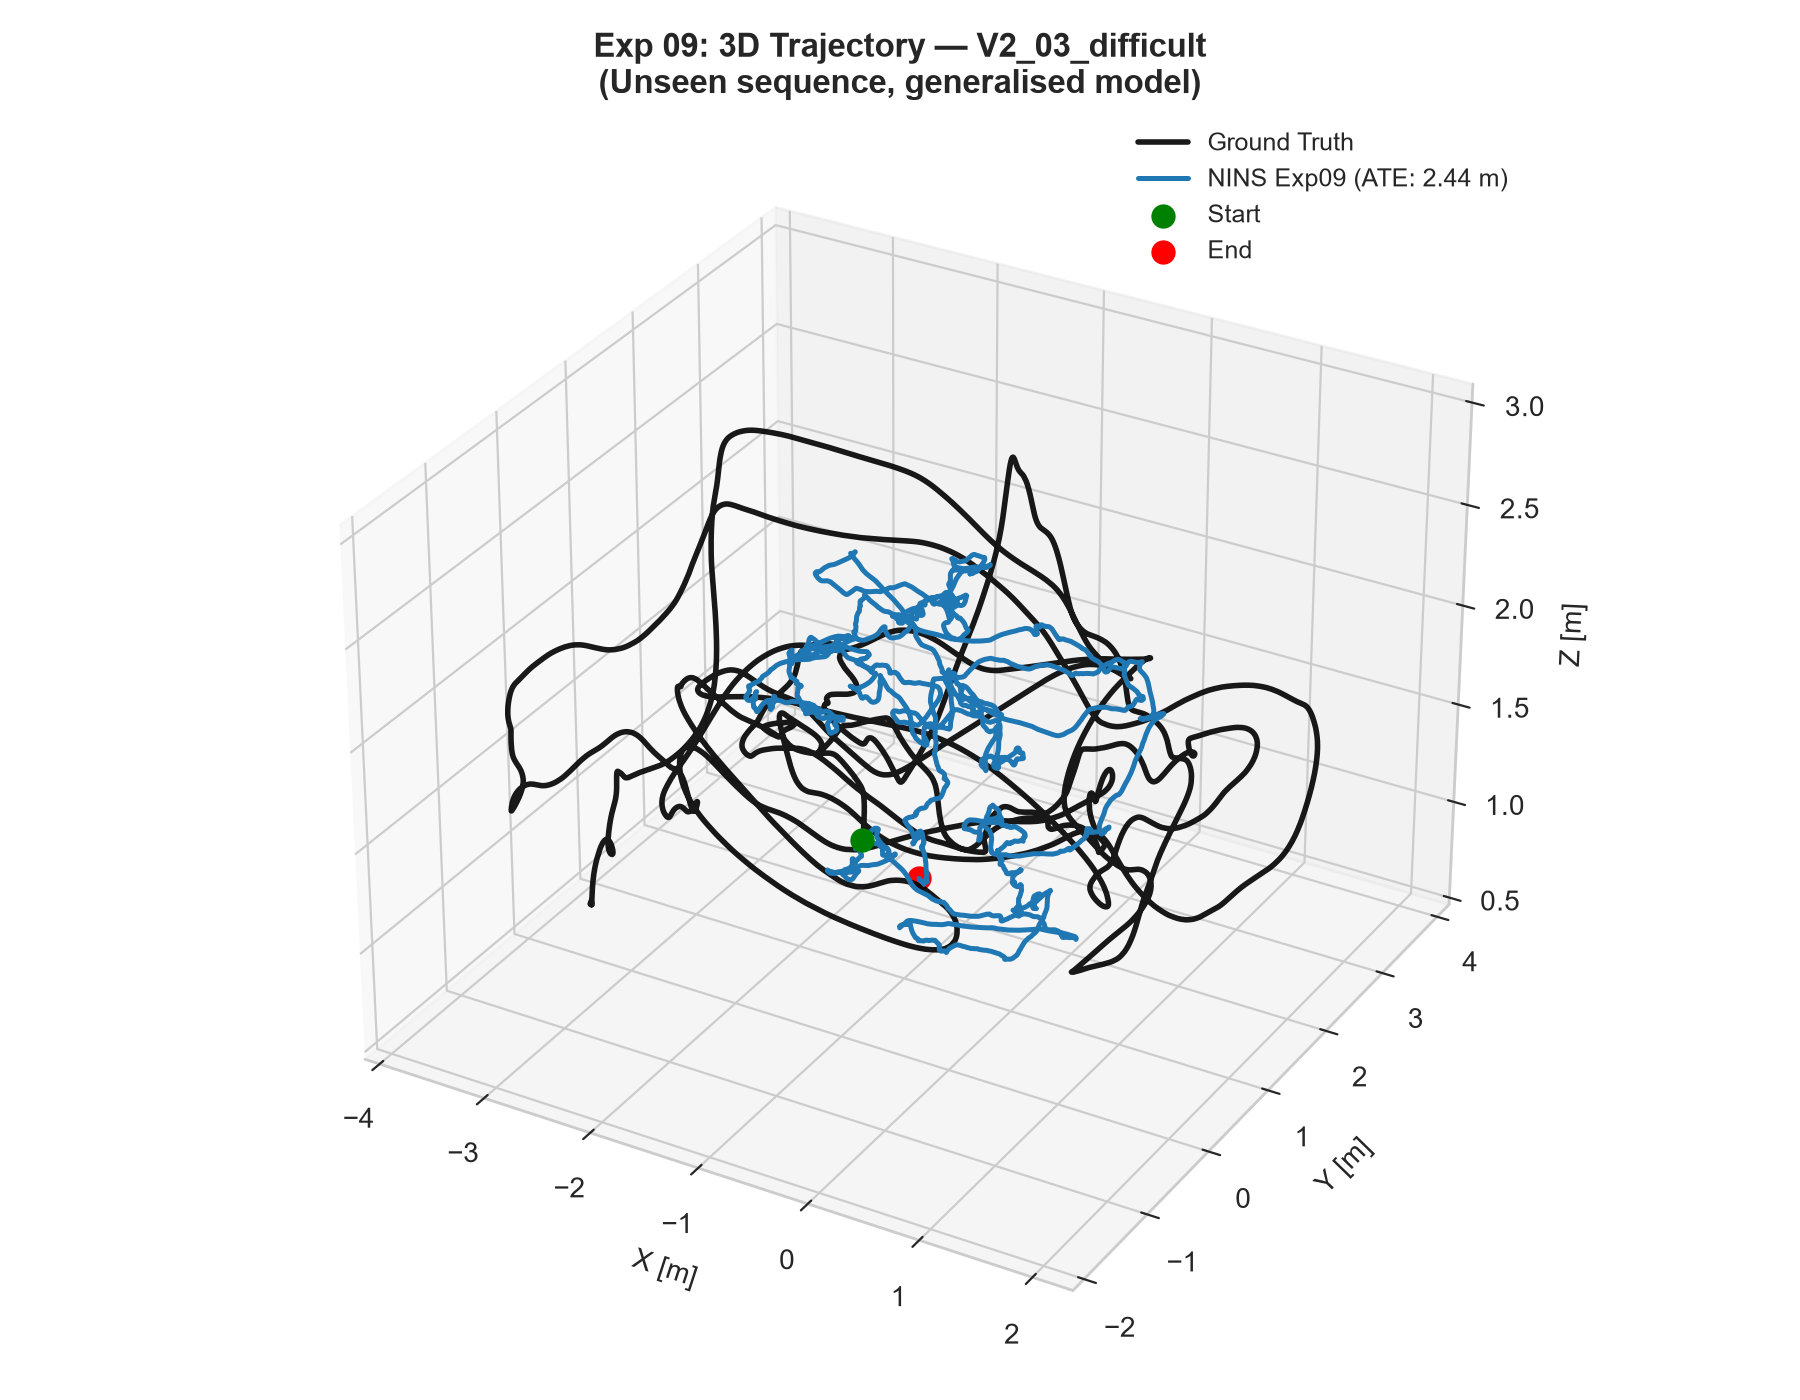 Exp 09: 3D Trajectory — V2_03_difficult
(Unseen sequence, generalised model)
Ground Truth
NINS Exp09 (ATE: 2.44 m)
Start
End
3.0
2.5
2.0
1.5
1.0
0.5
Z [m]
4
3
2
1
0
−1
−2
Y [m]
−4
−3
−2
−1
0
1
2
X [m]